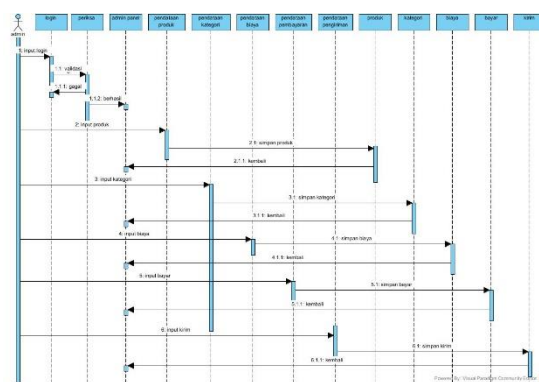 login
periksa
admin panel
pendataan
produk
pendataan
kategori
pendataan
biaya
pendataan
pembayaran
pendataan
pengiriman
produk
kategori
biaya
bayar
kirim
admin
1: input login
1.1: validasi
1.1.1: gagal
1.1.2: berhasil
2: input produk
2.1: simpan produk
2.1.1: kembali
3: input kategori
3.1: simpan kategori
3.1.1: kembali
4: input biaya
4.1: simpan biaya
4.1.1: kembali
5: input bayar
5.1: simpan bayar
5.1.1: kembali
6: input kirim
6.1: simpan kirim
6.1.1: kembali
Powered By Visual Paradigm Community Edition